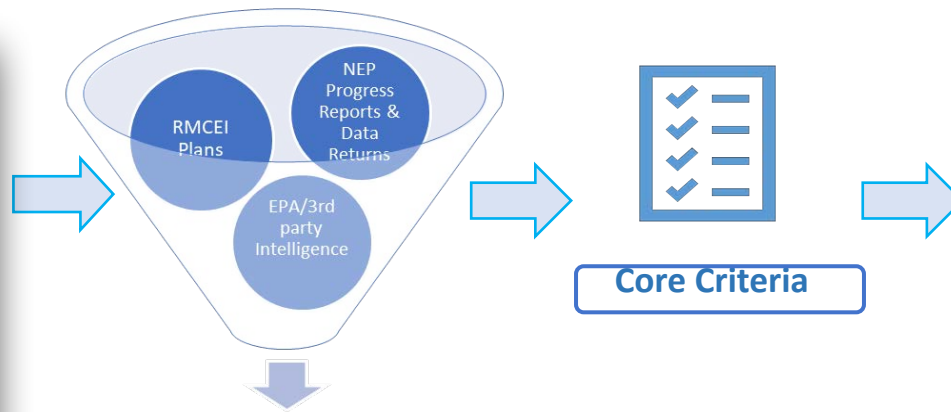 RMCEI
Plans
NEP
Progress
Reports &
Data
Returns
EPA/3rd
party
Intelligence
Core Criteria